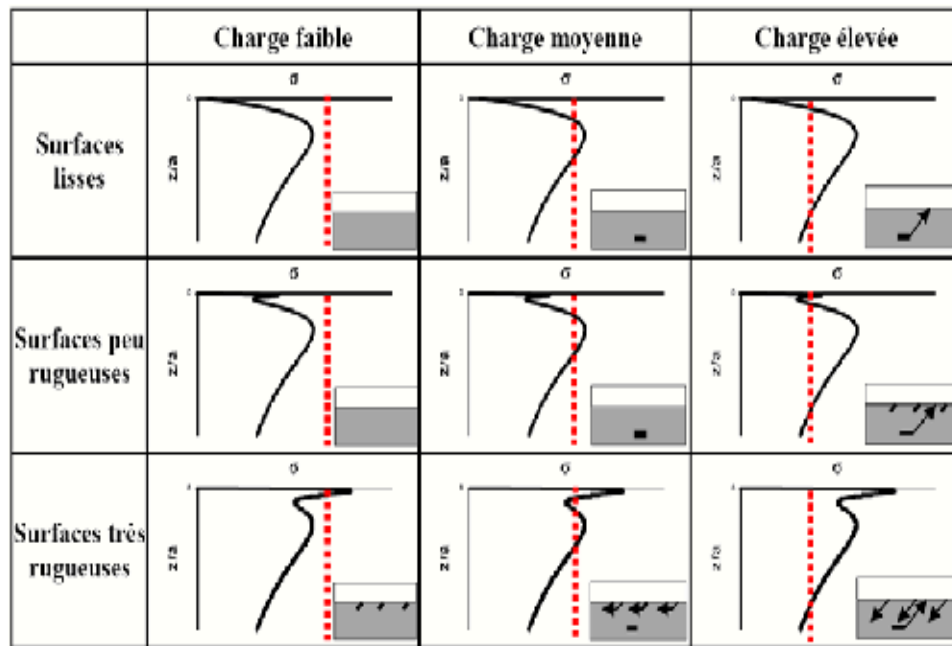 Charge faible
Charge moyenne
Charge élevée
Surfaces
lisses
σ
z/a
σ
z/a
σ
z/a
Surfaces peu
rugueuses
σ
z/a
σ
z/a
σ
z/a
Surfaces très
rugueuses
σ
z/a
σ
z/a
σ
z/a